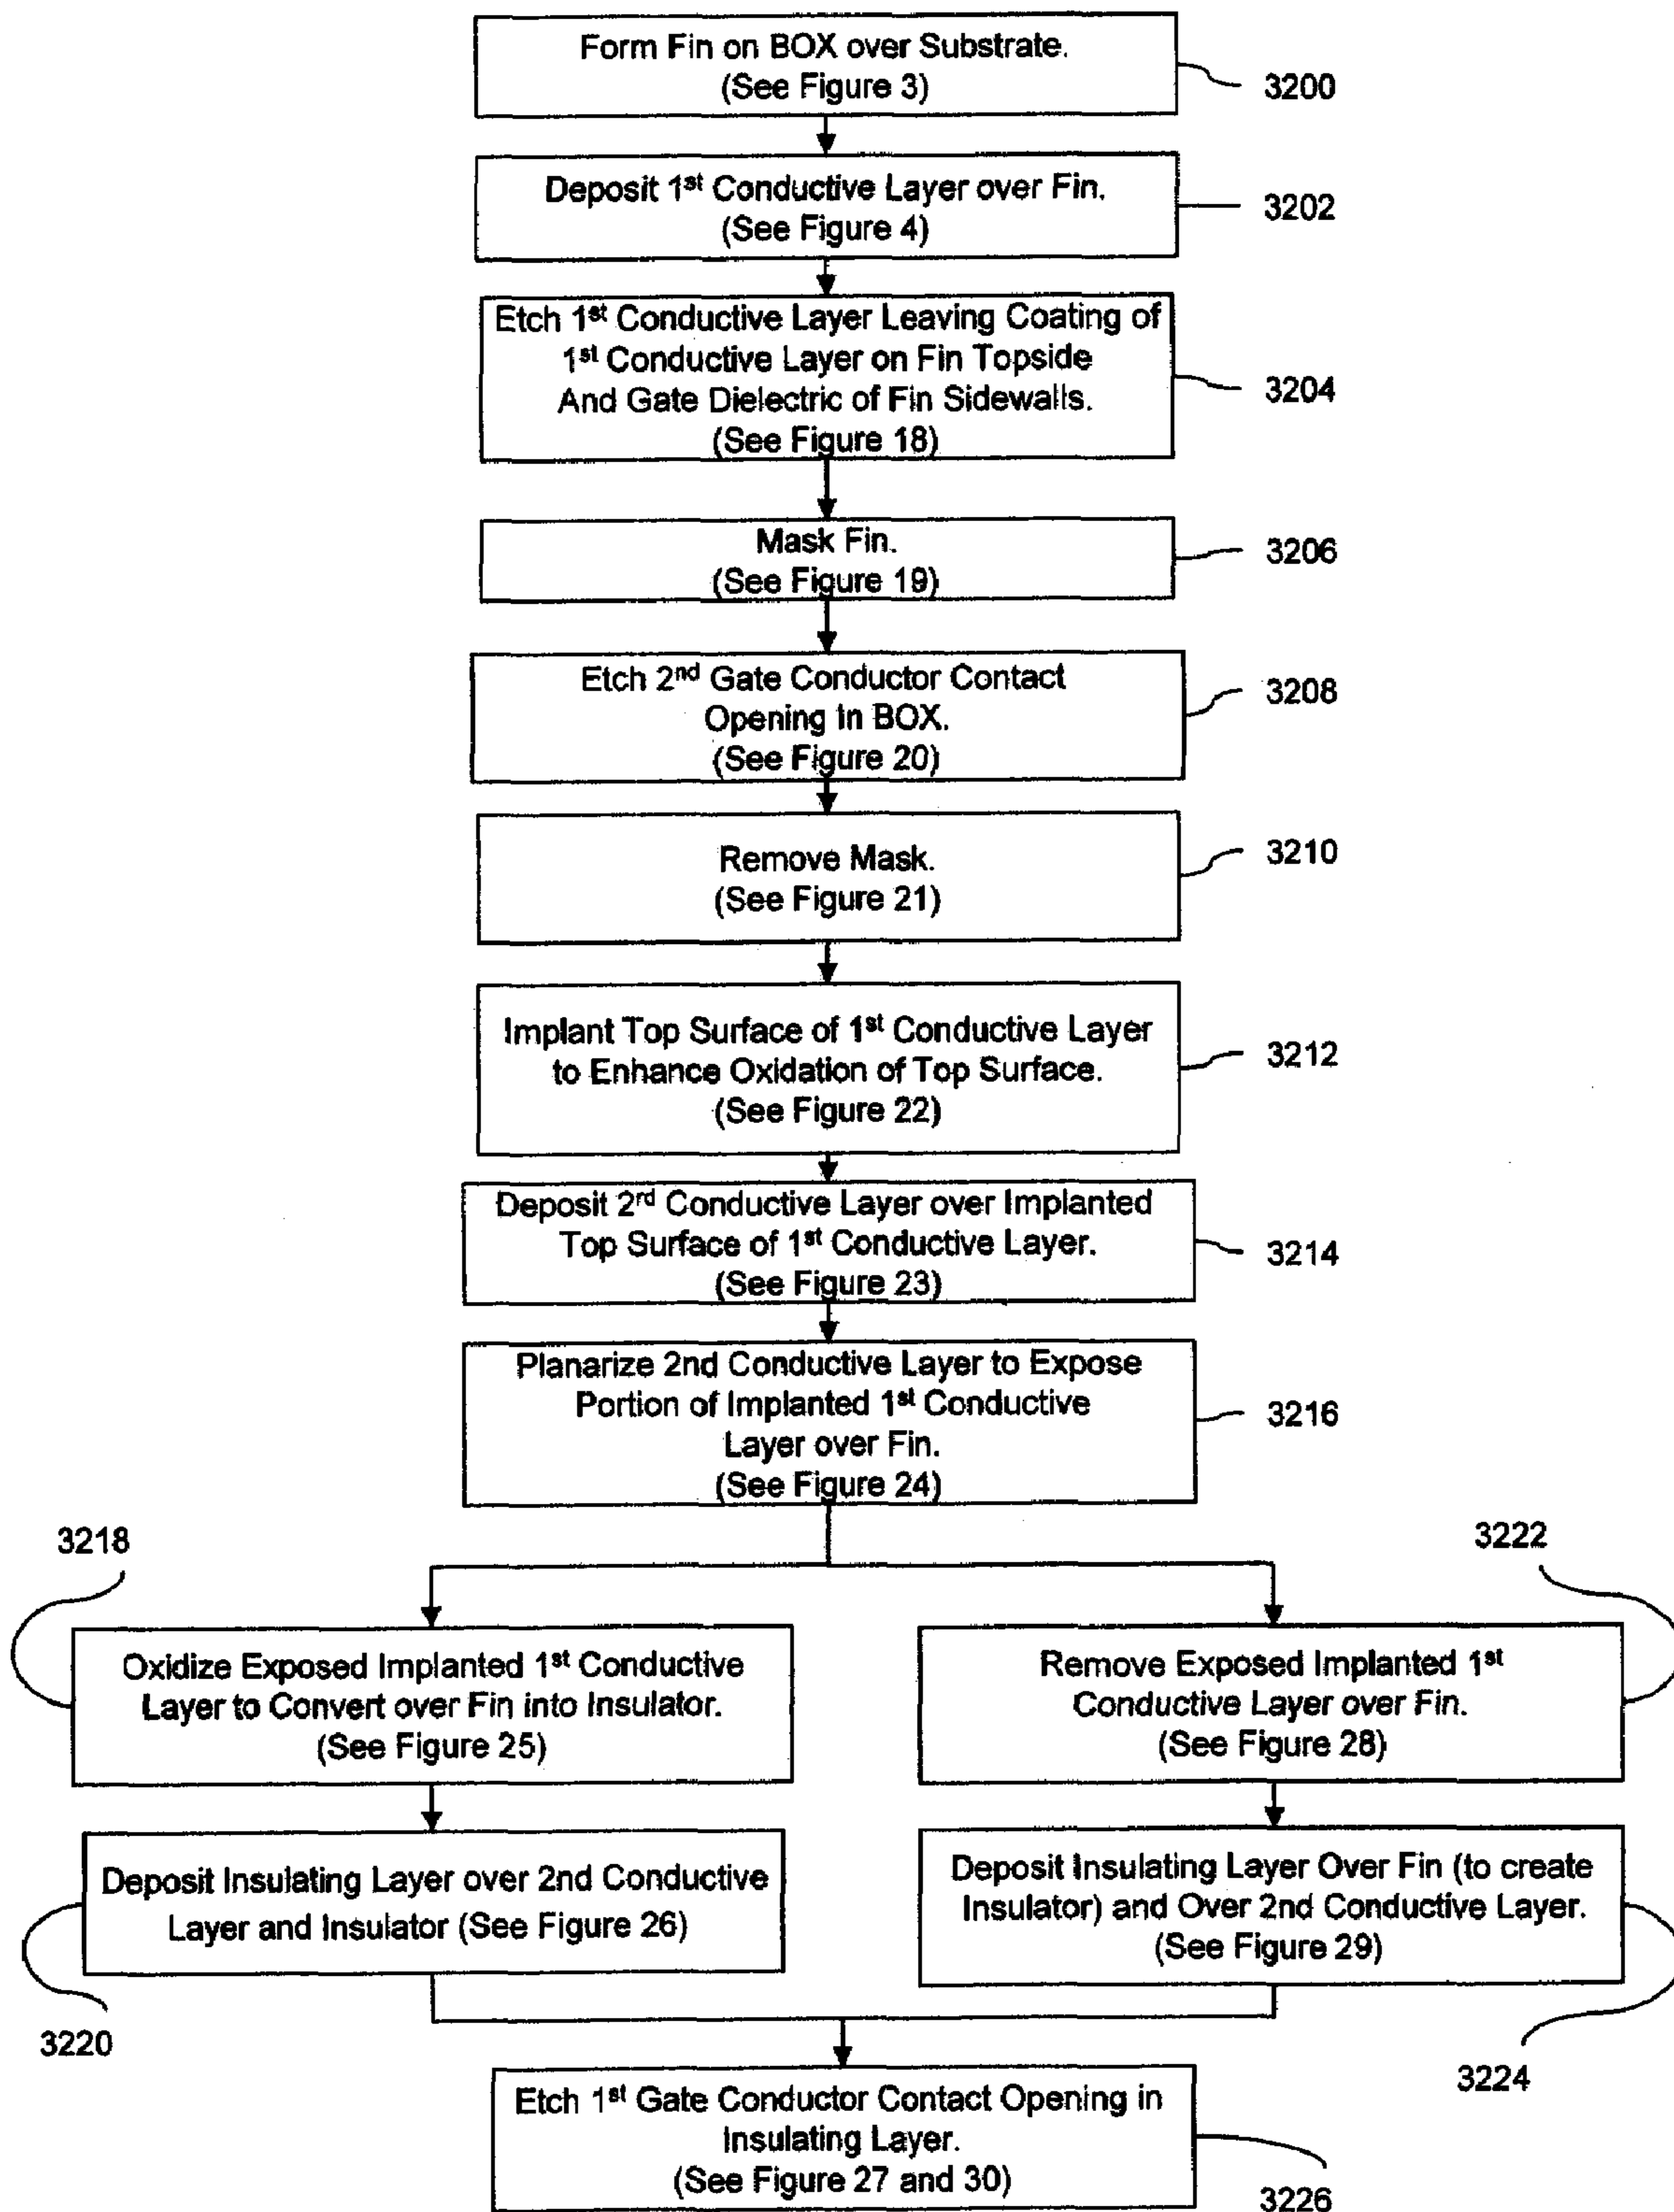 Form Fin on BOX over Substrate.
(See Figure 3)
3200
Deposit 1st Conductive Layer over Fin.
(See Figure 4)
3202
Etch 1st Conductive Layer Leaving Coating of
1st Conductive Layer on Fin Topside
And Gate Dielectric of Fin Sidewalls.
(See Figure 18)
3204
Mask Fin.
(See Figure 19)
3206
Etch 2nd Gate Conductor Contact
Opening In BOX.
(See Figure 20)
3208
Remove Mask.
(See Figure 21)
3210
Implant Top Surface of 1st Conductive Layer
to Enhance Oxidation of Top Surface.
(See Figure 22)
3212
Deposit 2rd Conductive Layer over Implanted
Top Surface of 1st Conductive Layer.
(See Figure 23)
3214
Planarize 2nd Conductive Layer to Expose
Portion of Implanted 1st Conductive
Layer over Fin.
(See Figure 24)
3216
3218
Oxidize Exposed Implanted 1st Conductive
Layer to Convert over Fin into Insulator.
(See Figure 25)
3222
Remove Exposed Implanted 1st
Conductive Layer over Fin.
(See Figure 28)
Deposit Insulating Layer over 2nd Conductive
Layer and Insulator (See Figure 26)
3220
Deposit Insulating Layer Over Fin (to create
Insulator) and Over 2nd Conductive Layer.
(See Figure 29)
3224
Etch 1st Gate Conductor Contact Opening in
Insulating Layer.
(See Figure 27 and 30)
3226